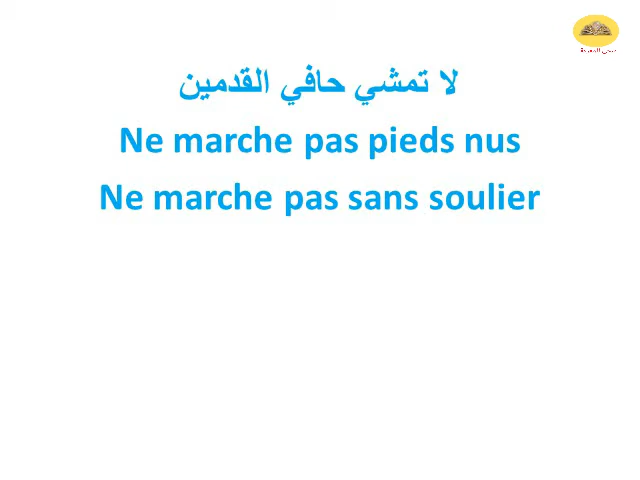 لا تمشي حافي القدمين
Ne marche pas pieds nus
Ne marche pas sans soulier